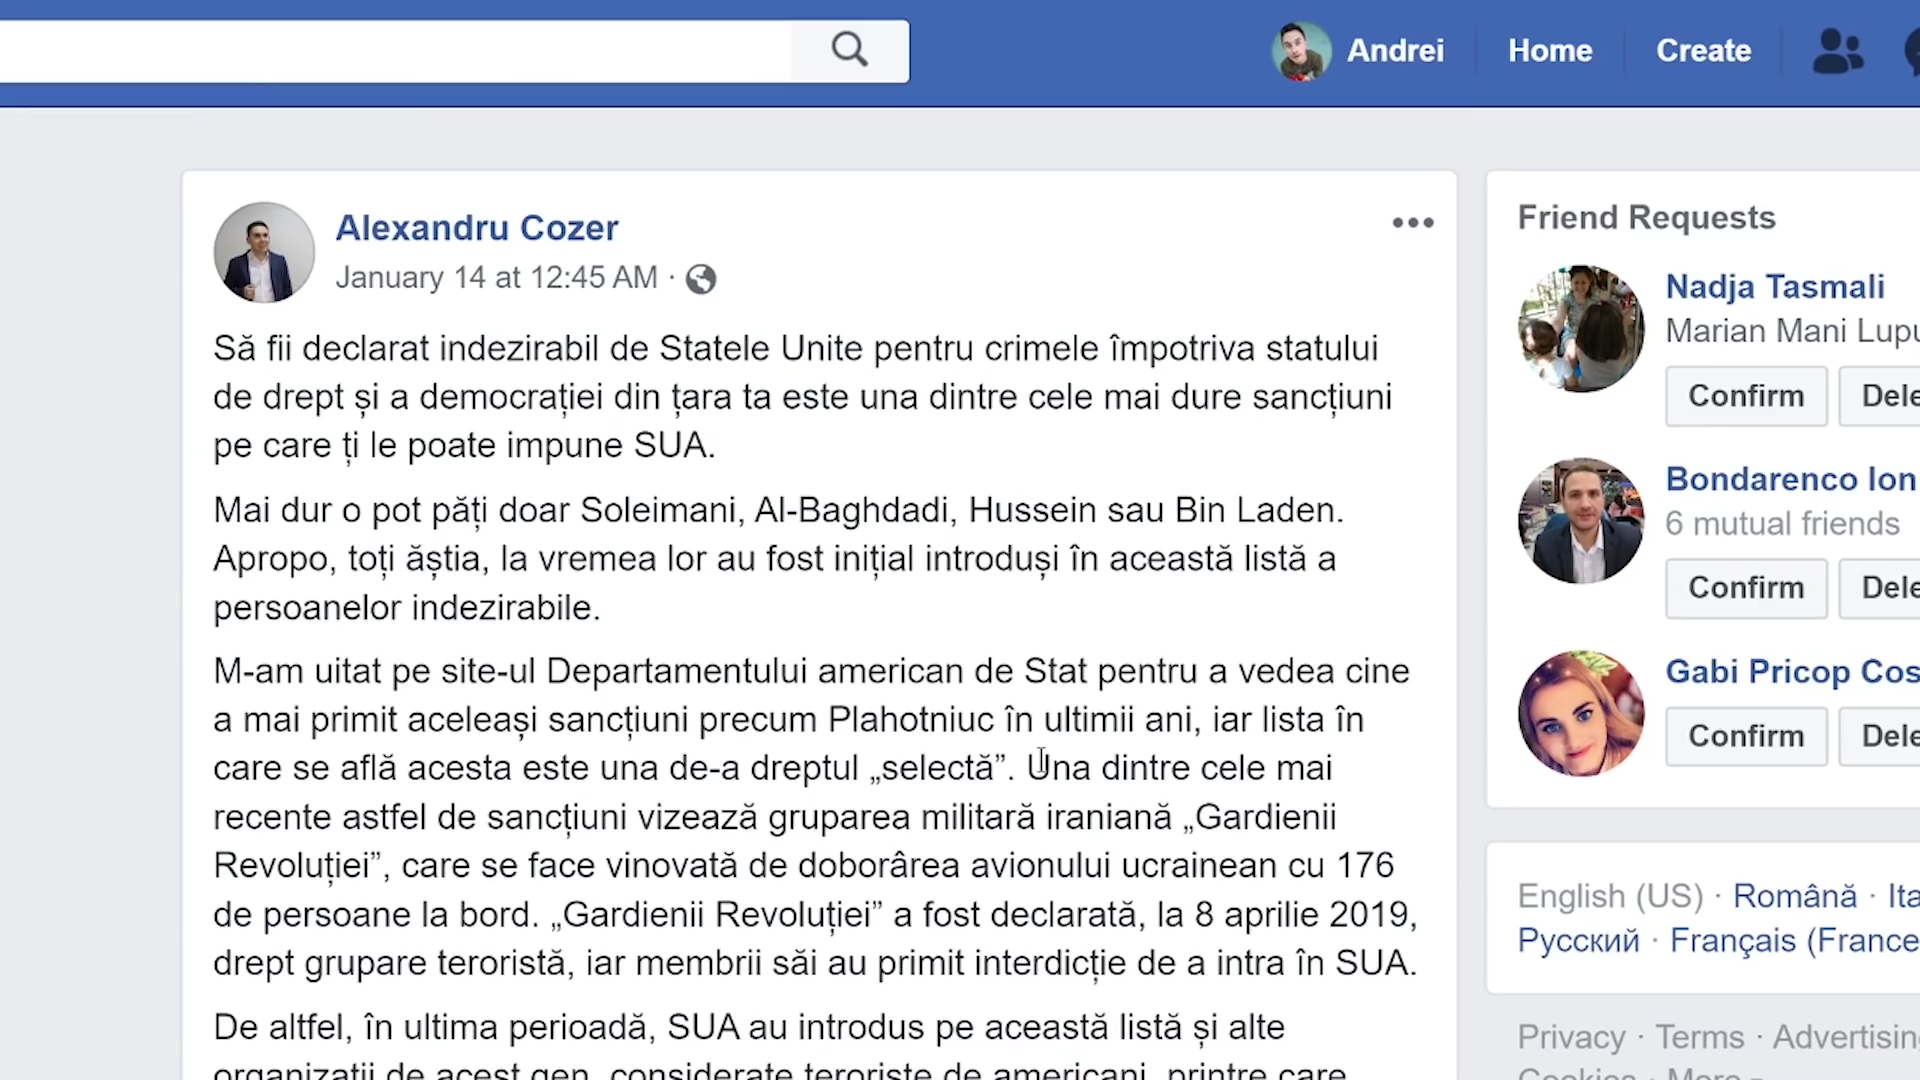 Andrei
Home
Create
Alexandru Cozer
January 14 at 12:45 AM ·
Să fii declarat indezirabil de Statele Unite pentru crimele împotriva statului
de drept și a democrației din țara ta este una dintre cele mai dure sancțiuni
pe care ți le poate impune SUA.
Mai dur o pot păți doar Soleimani, Al-Baghdadi, Hussein sau Bin Laden.
Apropo, toți ăștia, la vremea lor au fost inițial introduși în această listă a
persoanelor indezirabile.
M-am uitat pe site-ul Departamentului american de Stat pentru a vedea cine
a mai primit aceleași sancțiuni precum Plahotniuc în ultimii ani, iar lista în
care se află acesta este una de-a dreptul „selectă”. Una dintre cele mai
recente astfel de sancțiuni vizează gruparea militară iraniană „Gardienii
Revoluției”, care se face vinovată de doborârea avionului ucrainean cu 176
de persoane la bord. „Gardienii Revoluției” a fost declarată, la 8 aprilie 2019,
drept grupare teroristă, iar membrii săi au primit interdicție de a intra în SUA.
De altfel, în ultima perioadă, SUA au introdus pe această listă și alte
organizații de acest gen, considerate teroriste de americani, printre care
Friend Requests
Nadja Tasmali
Marian Mani Lupu
Confirm
Dele
Bondarenco Ion
6 mutual friends
Confirm
Dele
Gabi Pricop Cos
Confirm
Dele
English (US) · Română · Ita
Русский · Français (France
Privacy · Terms · Advertising
Cookies · More